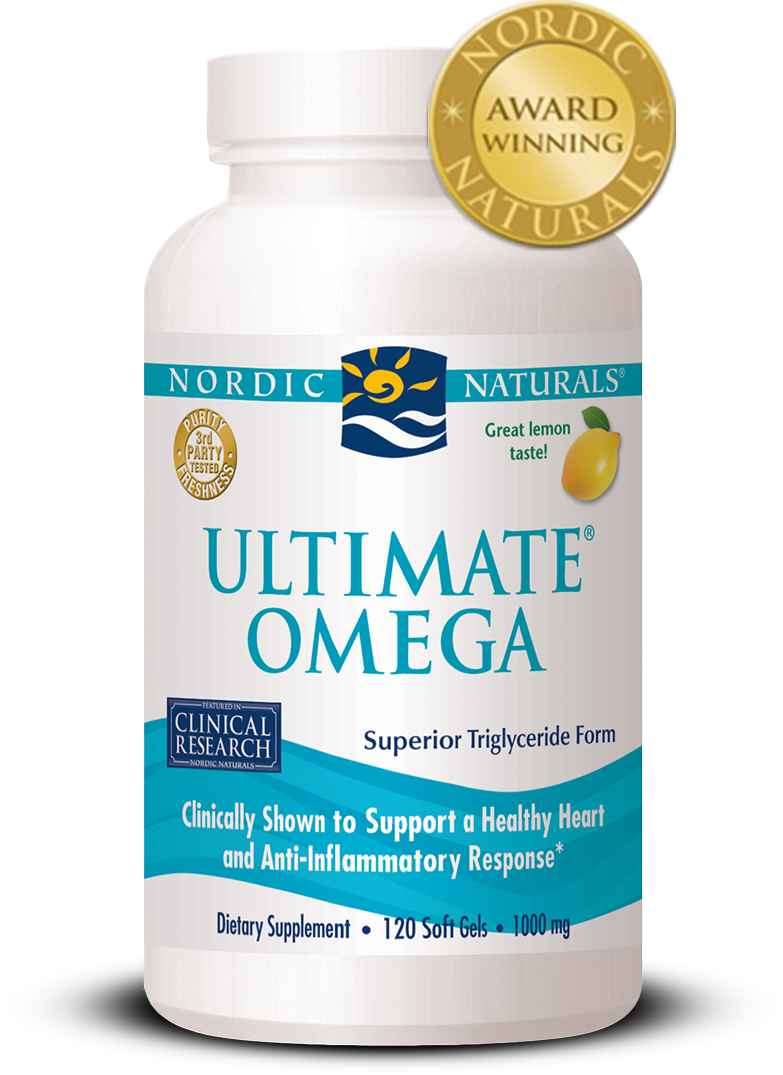 NORDIC
AWARD
WINNING
NATURALS
NORDIC NATURALS®
PURITY
3rd
PARTY
TESTED
FRESHNESS
Great lemon
taste!
ULTIMATE®
OMEGA
FEATURED IN
CLINICAL
RESEARCH
NORDIC NATURALS
Superior Triglyceride Form
Clinically Shown to Support a Healthy Heart
and Anti-Inflammatory Response*
Dietary Supplement • 120 Soft Gels • 1000 mg